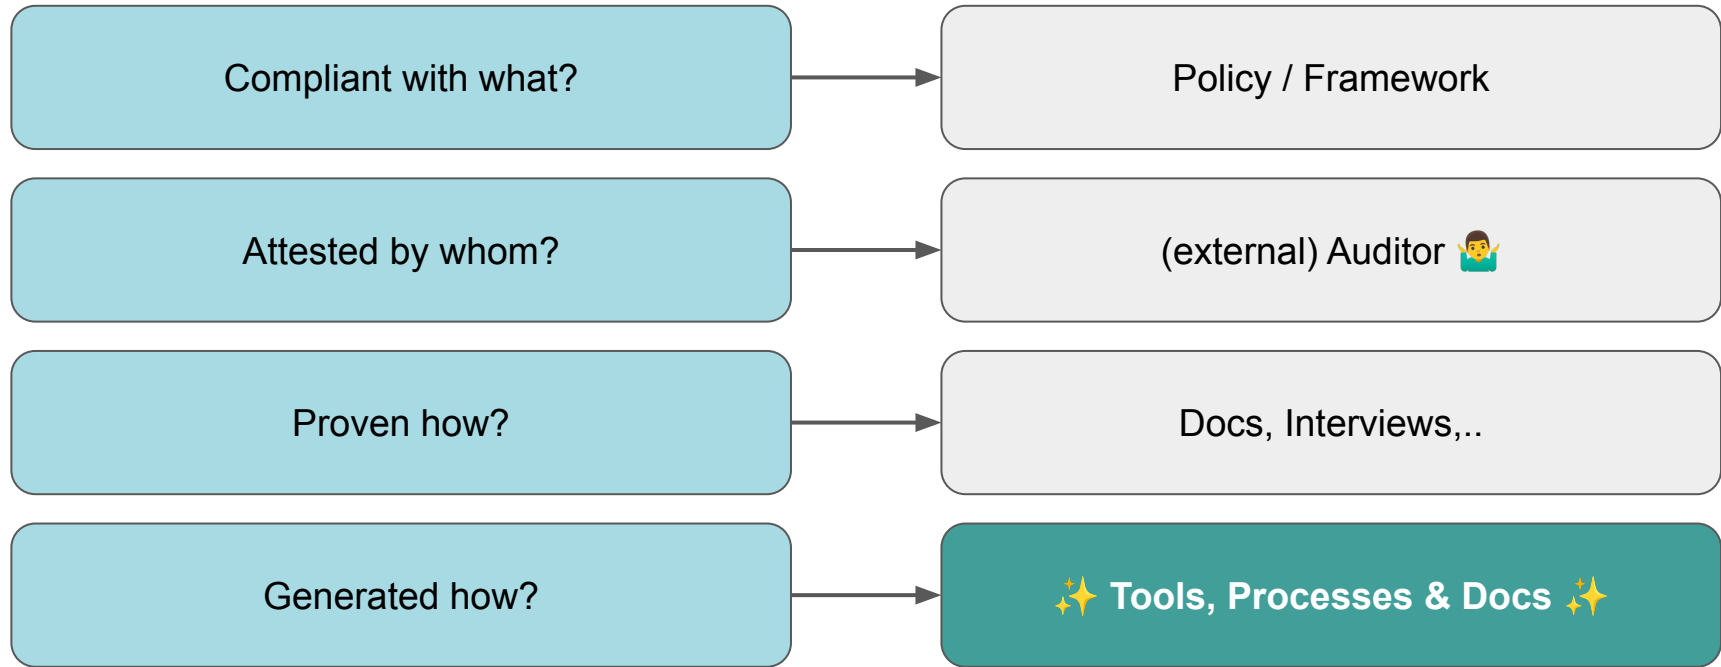 Compliant with what?
Policy / Framework
Attested by whom?
(external) Auditor 🤷‍♂️
Proven how?
Docs, Interviews,..
Generated how?
✨ Tools, Processes & Docs ✨